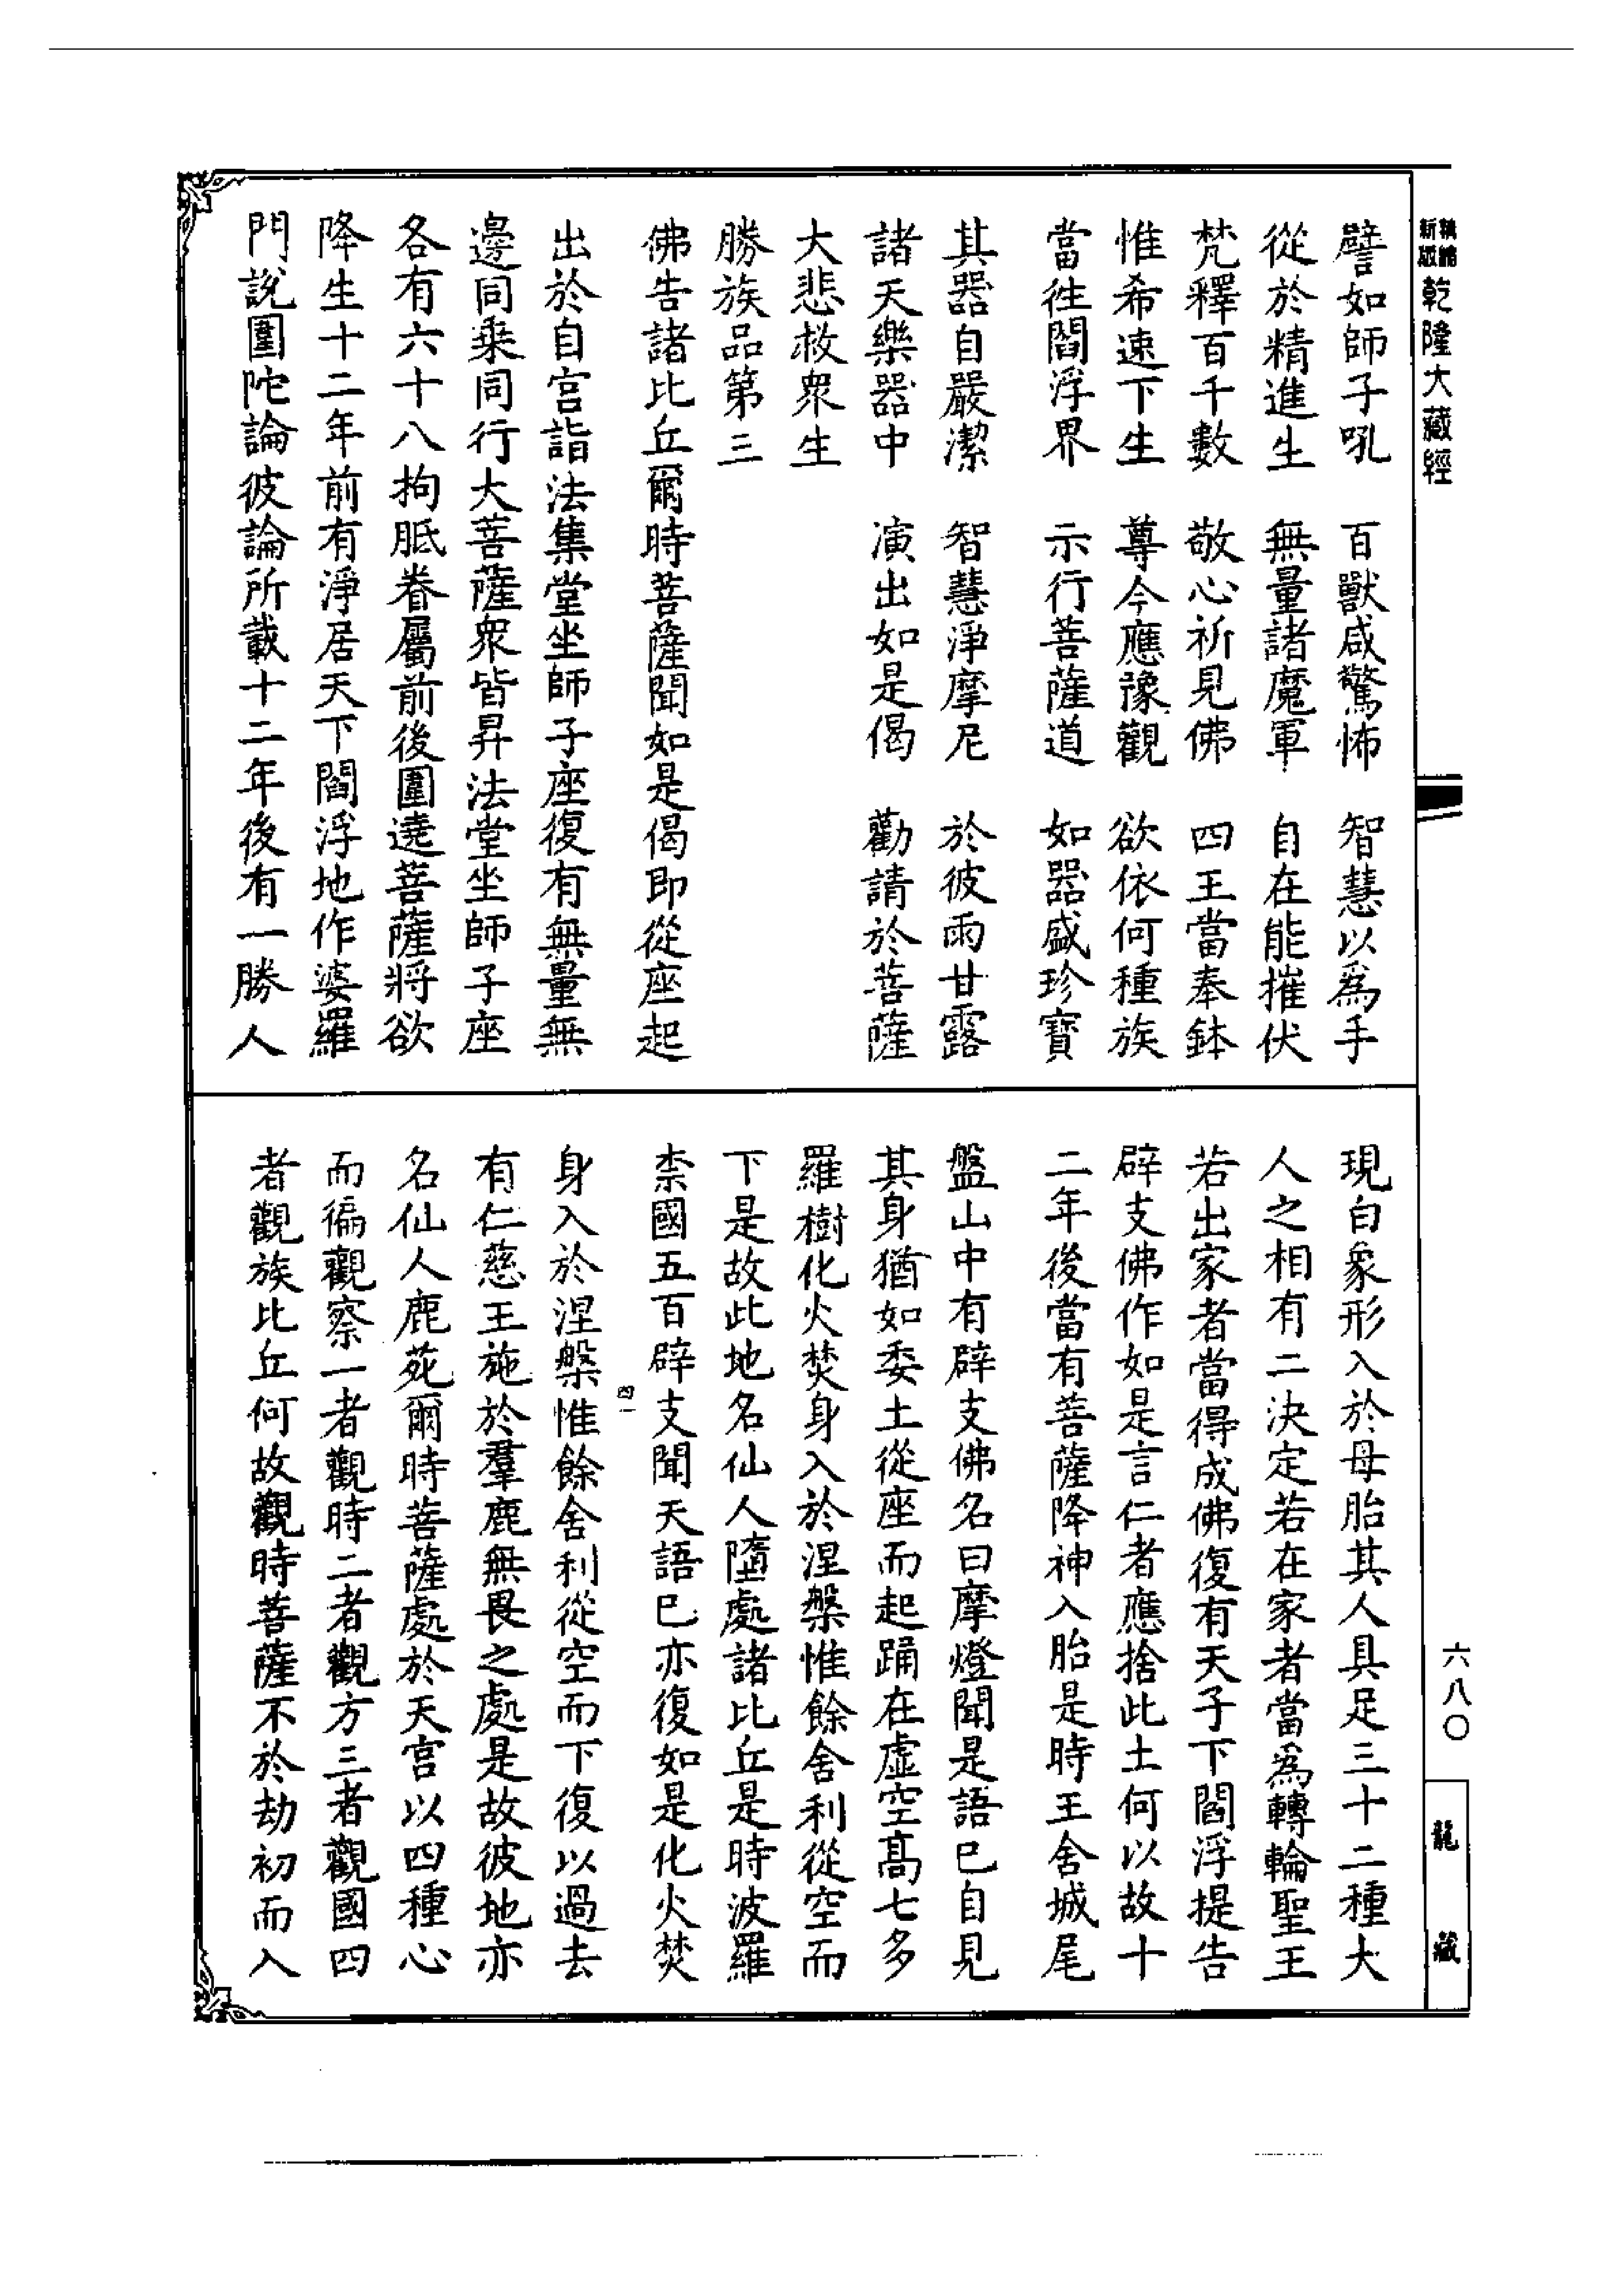 新版
精縮
乾隆大藏經
譬如師子吼　百獸咸驚怖　智慧以爲手
從於精進生　無量諸魔軍　自在能摧伏
梵釋百千數　敬心祈見佛　四王當奉鉢
惟希速下生　尊今應豫觀　欲依何種族
當往閻浮界　示行菩薩道　如器盛珍寶
其器自嚴潔　智慧淨摩尼　於彼雨甘露
諸天樂器中　演出如是偈　勸請於菩薩
大悲救衆生
勝族品第三
佛告諸比丘爾時菩薩聞如是偈即從座起
出於自宮詣法集堂坐師子座復有無量無
邊同乘同行大菩薩衆皆昇法堂坐師子座
各有六十八拘胝眷屬前後圍遶菩薩將欲
降生十二年前有淨居天下閻浮地作婆羅
門說圍陀論彼論所載十二年後有一勝人
現白象形入於母胎其人具足三十二種大
人之相有二決定若在家者當爲轉輪聖王
若出家者當得成佛復有天子下閻浮提告
辟支佛作如是言仁者應捨此土何以故十
二年後當有菩薩降神入胎是時王舍城尾
盤山中有辟支佛名曰摩燈聞是語已自見
其身猶如委土從座而起踊在虛空高七多
羅樹化火焚身入於涅槃惟餘舍利從空而
下是故此地名仙人墮處諸比丘是時波羅
柰國五百辟支聞天語已亦復如是化火焚
四一
身入於涅槃惟餘舍利從空而下復以過去
有仁慈王施於羣鹿無畏之處是故彼地亦
名仙人鹿苑爾時菩薩處於天宮以四種心
而徧觀察一者觀時二者觀方三者觀國四
者觀族比丘何故觀時菩薩不於劫初而入
六八〇
龍藏